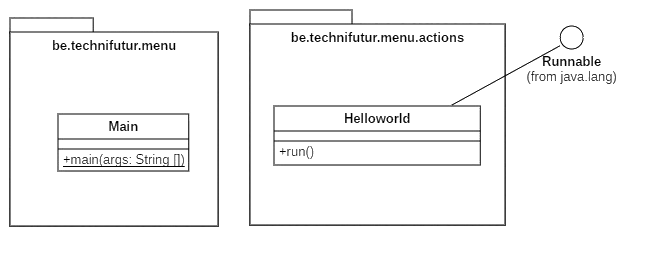 be.technifutur.menu
Main
+main(args: String [])
be.technifutur.menu.actions
Helloworld
+run()
Runnable
(from java.lang)